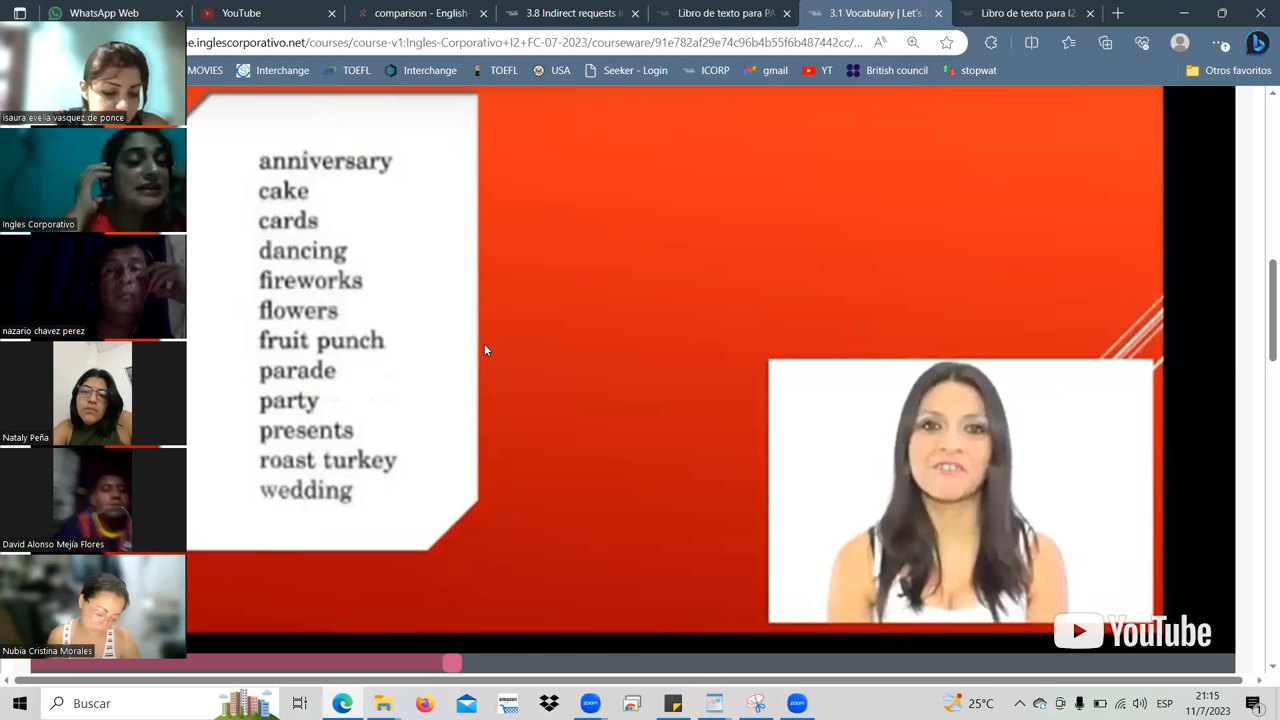 WhatsApp Web
YouTube
comparison - English-
3.8 Indirect requests i
Libro de texto para PA
3.1 Vocabulary | Let's
Libro de texto para I2
e.inglescorporativo.net/courses/course-v1:Ingles-Corporativo+I2+FC-07-2023/courseware/91e782af29e74c96b4b55f6b487442cc/...
MOVIES
Interchange
TOEFL
Interchange
TOEFL
USA
Seeker - Login
ICORP
gmail
YT
British council
stopwat
Otros favoritos
isaura evelia vasquez de ponce
Ingles Corporativo
nazario chavez perez
Nataly Peña
David Alonso Mejía Flores
Nubia Cristina Morales
anniversary
cake
cards
dancing
fireworks
flowers
fruit punch
parade
party
presents
roast turkey
wedding
YouTube
Buscar
amazon
zoom
zoom
25°C
ESP
21:15
11/7/2023